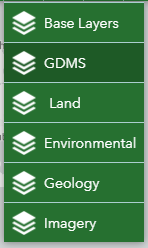 Base Layers
GDMS
Land
Environmental
Geology
Imagery